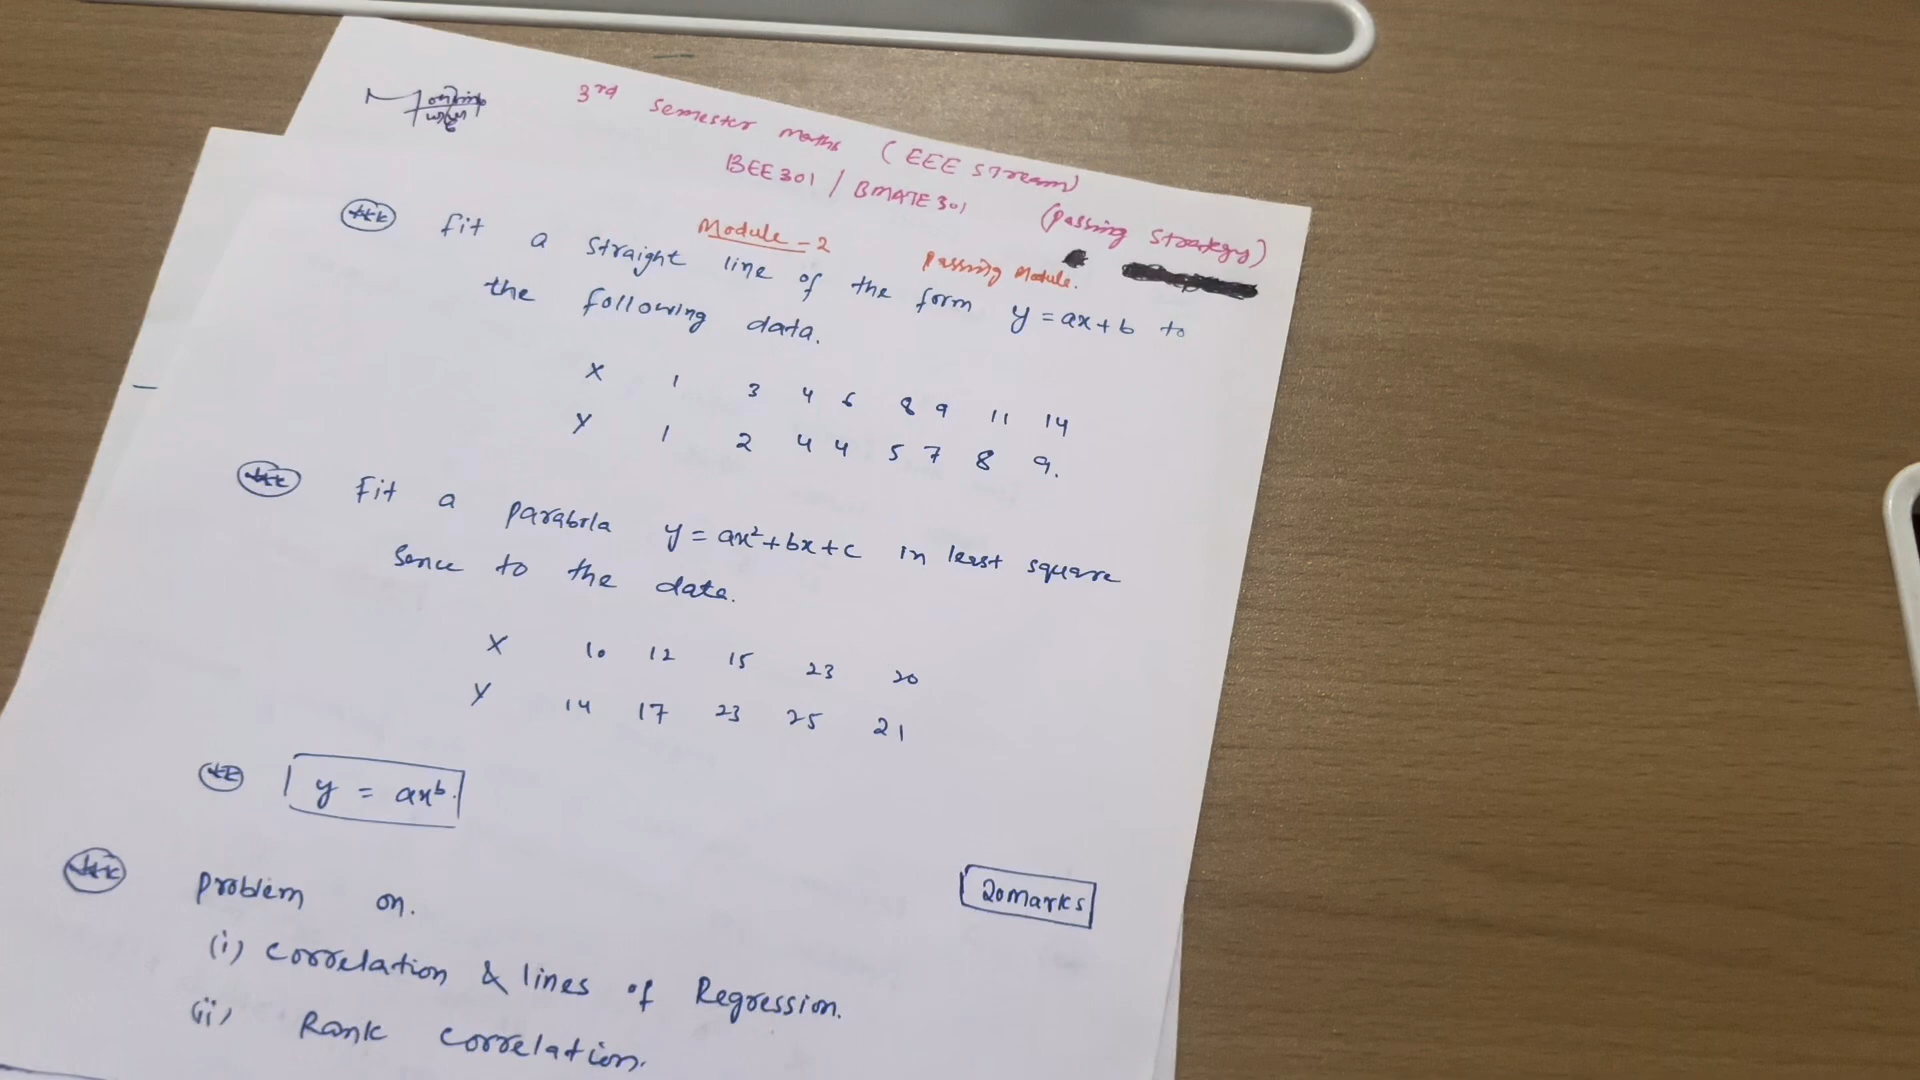 3rd semester maths (EEE stream)
BEE301 / BMATE301 (passing strategy)
Module-2 passing Module.
fit a straight line of the form y = ax+b to
the following data.
X 1 3 4 6 8 9 11 14
Y 1 2 4 4 5 7 8 9.
Fit a parabola y = ax²+bx+c in least square
sence to the data.
X 10 12 15 23 20
Y 14 17 23 25 21
y = axᵇ.
problem on.
20marks
(i) correlation & lines of Regression.
(ii) Rank correlation.